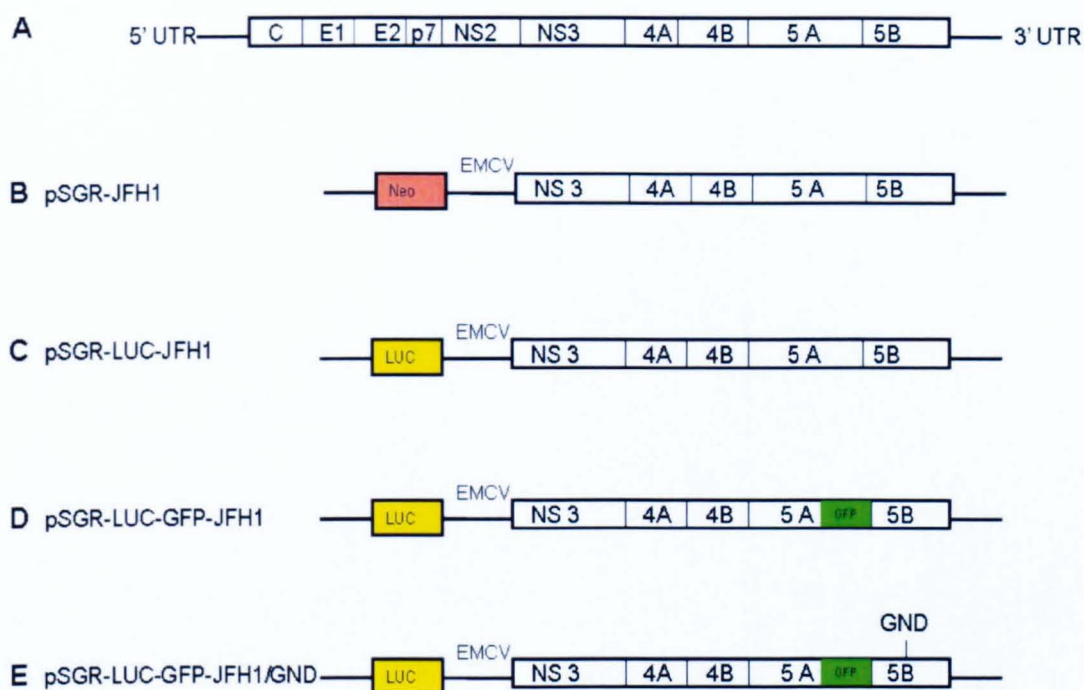 A 5' UTR C E1 E2 p7 NS2 NS3 4A 4B 5 A 5B 3' UTR
EMCV
B pSGR-JFH1 Neo NS 3 4A 4B 5 A 5B
EMCV
C pSGR-LUC-JFH1 LUC NS 3 4A 4B 5 A 5B
EMCV
D pSGR-LUC-GFP-JFH1 LUC NS 3 4A 4B 5 A GFP 5B
GND
EMCV
E pSGR-LUC-GFP-JFH1/GND LUC NS 3 4A 4B 5 A GFP 5B